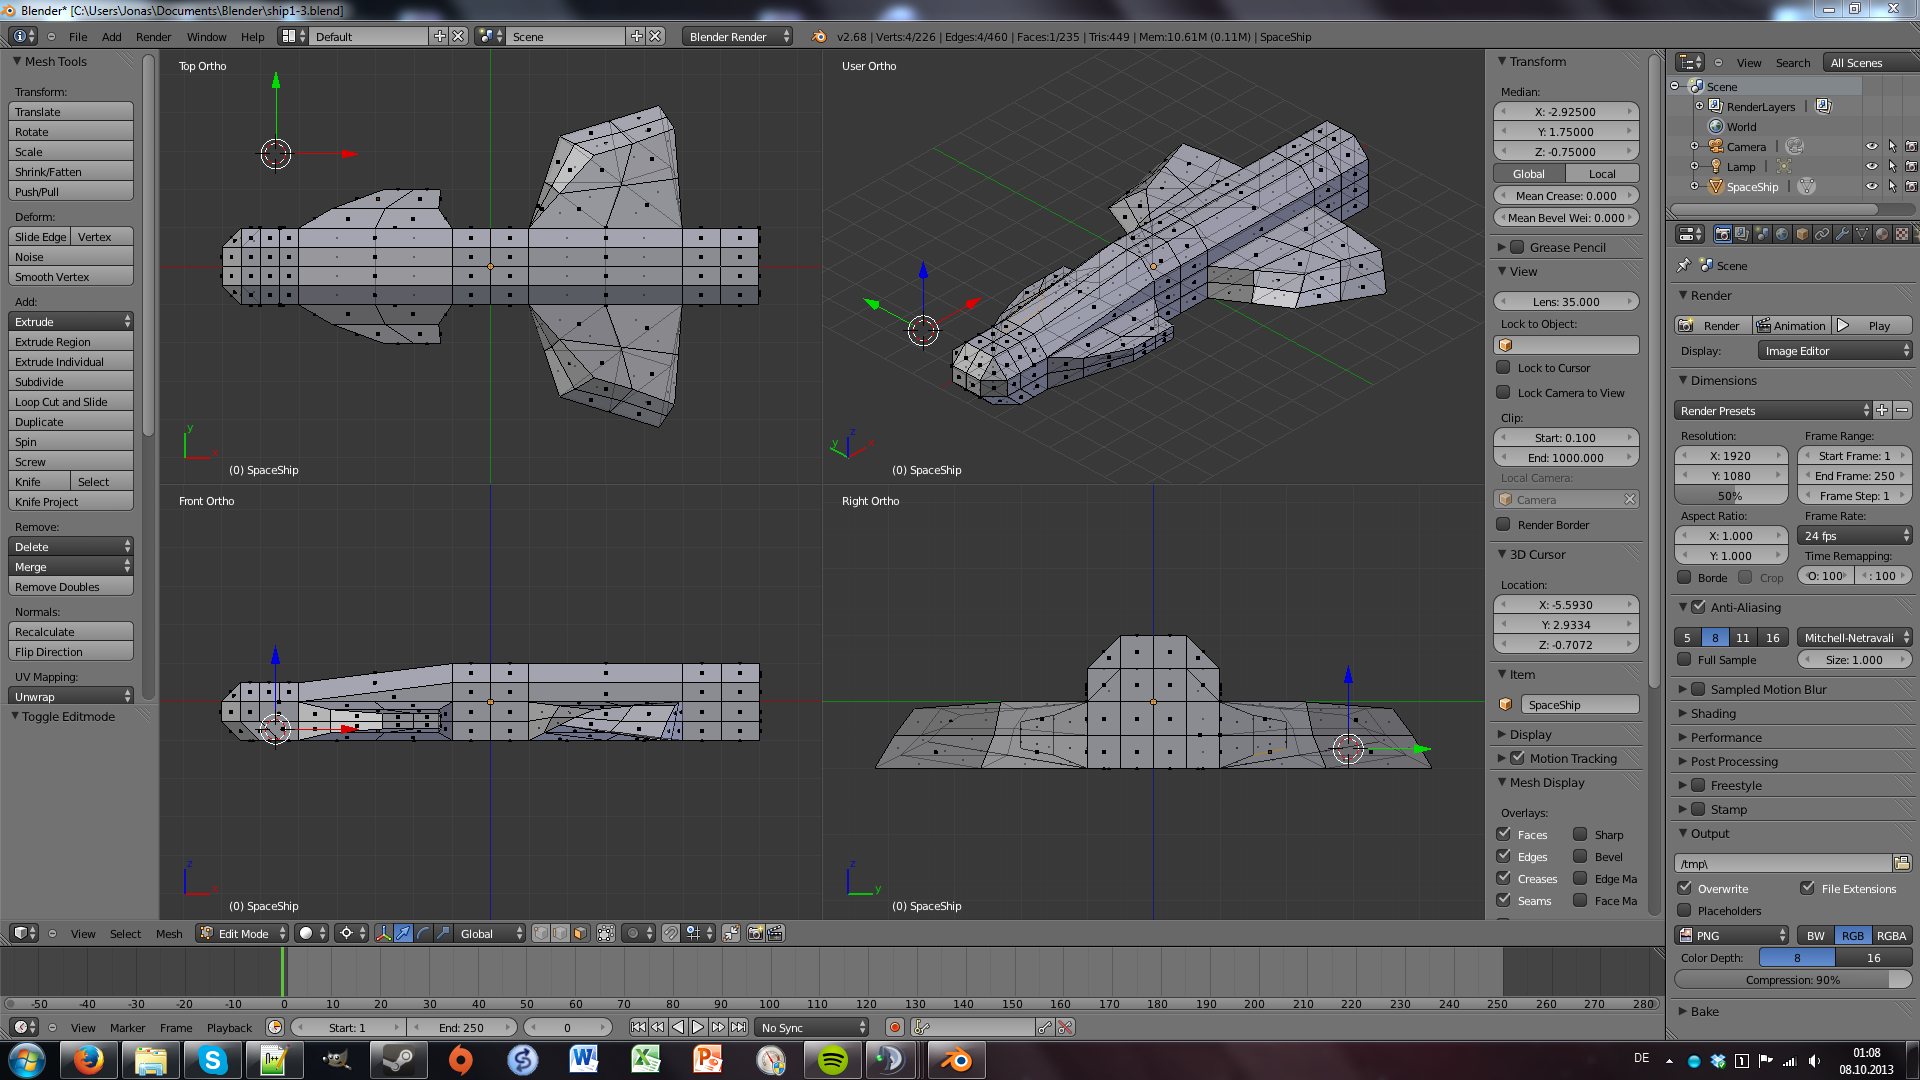 Blender* [C:\Users\Jonas\Documents\Blender\ship1-3.blend]
File Add Render Window Help Default Scene Blender Render v2.68 | Verts:4/226 | Edges:4/460 | Faces:1/235 | Tris:449 | Mem:10.61M (0.11M) | SpaceShip
Mesh Tools
Transform:
Translate
Rotate
Scale
Shrink/Fatten
Push/Pull
Deform:
Slide Edge Vertex
Noise
Smooth Vertex
Add:
Extrude
Extrude Region
Extrude Individual
Subdivide
Loop Cut and Slide
Duplicate
Spin
Screw
Knife Select
Knife Project
Remove:
Delete
Merge
Remove Doubles
Normals:
Recalculate
Flip Direction
UV Mapping:
Unwrap
Toggle Editmode
Top Ortho
y
x
(0) SpaceShip
User Ortho
z
y
x
(0) SpaceShip
Front Ortho
z
x
(0) SpaceShip
Right Ortho
z
y
(0) SpaceShip
Transform
Median:
X: -2.92500
Y: 1.75000
Z: -0.75000
Global Local
Mean Crease: 0.000
Mean Bevel Wei: 0.000
Grease Pencil
View
Lens: 35.000
Lock to Object:
Lock to Cursor
Lock Camera to View
Clip:
Start: 0.100
End: 1000.000
Local Camera:
Camera
Render Border
3D Cursor
Location:
X: -5.5930
Y: 2.9334
Z: -0.7072
Item
SpaceShip
Display
Motion Tracking
Mesh Display
Overlays:
Faces Sharp
Edges Bevel
Creases Edge Ma
Seams Face Ma
View Search All Scenes
Scene
RenderLayers |
World
Camera |
Lamp |
SpaceShip |
Scene
Render
Render Animation Play
Display: Image Editor
Dimensions
Render Presets
Resolution: Frame Range:
X: 1920 Start Frame: 1
Y: 1080 End Frame: 250
50% Frame Step: 1
Aspect Ratio: Frame Rate:
X: 1.000 24 fps
Y: 1.000 Time Remapping:
Borde Crop O: 100 : 100
Anti-Aliasing
5 8 11 16 Mitchell-Netravali
Full Sample Size: 1.000
Sampled Motion Blur
Shading
Performance
Post Processing
Freestyle
Stamp
Output
/tmp\
Overwrite File Extensions
Placeholders
PNG BW RGB RGBA
Color Depth: 8 16
Compression: 90%
Bake
View Select Mesh Edit Mode Global
-50 -40 -30 -20 -10 0 10 20 30 40 50 60 70 80 90 100 110 120 130 140 150 160 170 180 190 200 210 220 230 240 250 260 270 280
View Marker Frame Playback Start: 1 End: 250 0 No Sync
DE 01:08
08.10.2013